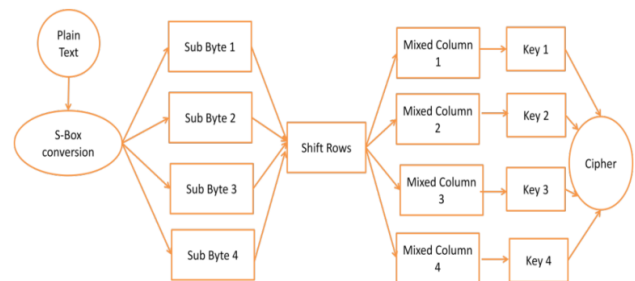 Plain
Text
S-Box
conversion
Sub Byte 1
Sub Byte 2
Sub Byte 3
Sub Byte 4
Shift Rows
Mixed Column
1
Mixed Column
2
Mixed Column
3
Mixed Column
4
Key 1
Key 2
Key 3
Key 4
Cipher